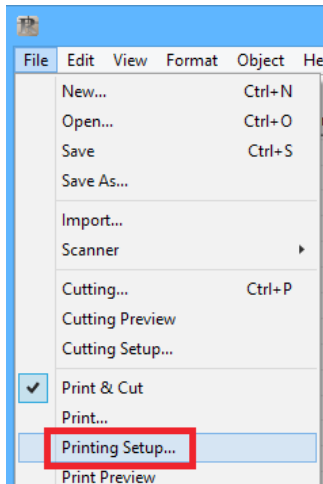 File Edit View Format Object He
New... Ctrl+N
Open... Ctrl+O
Save Ctrl+S
Save As...
Import...
Scanner
Cutting... Ctrl+P
Cutting Preview
Cutting Setup...
Print & Cut
Print...
Printing Setup...
Print Preview